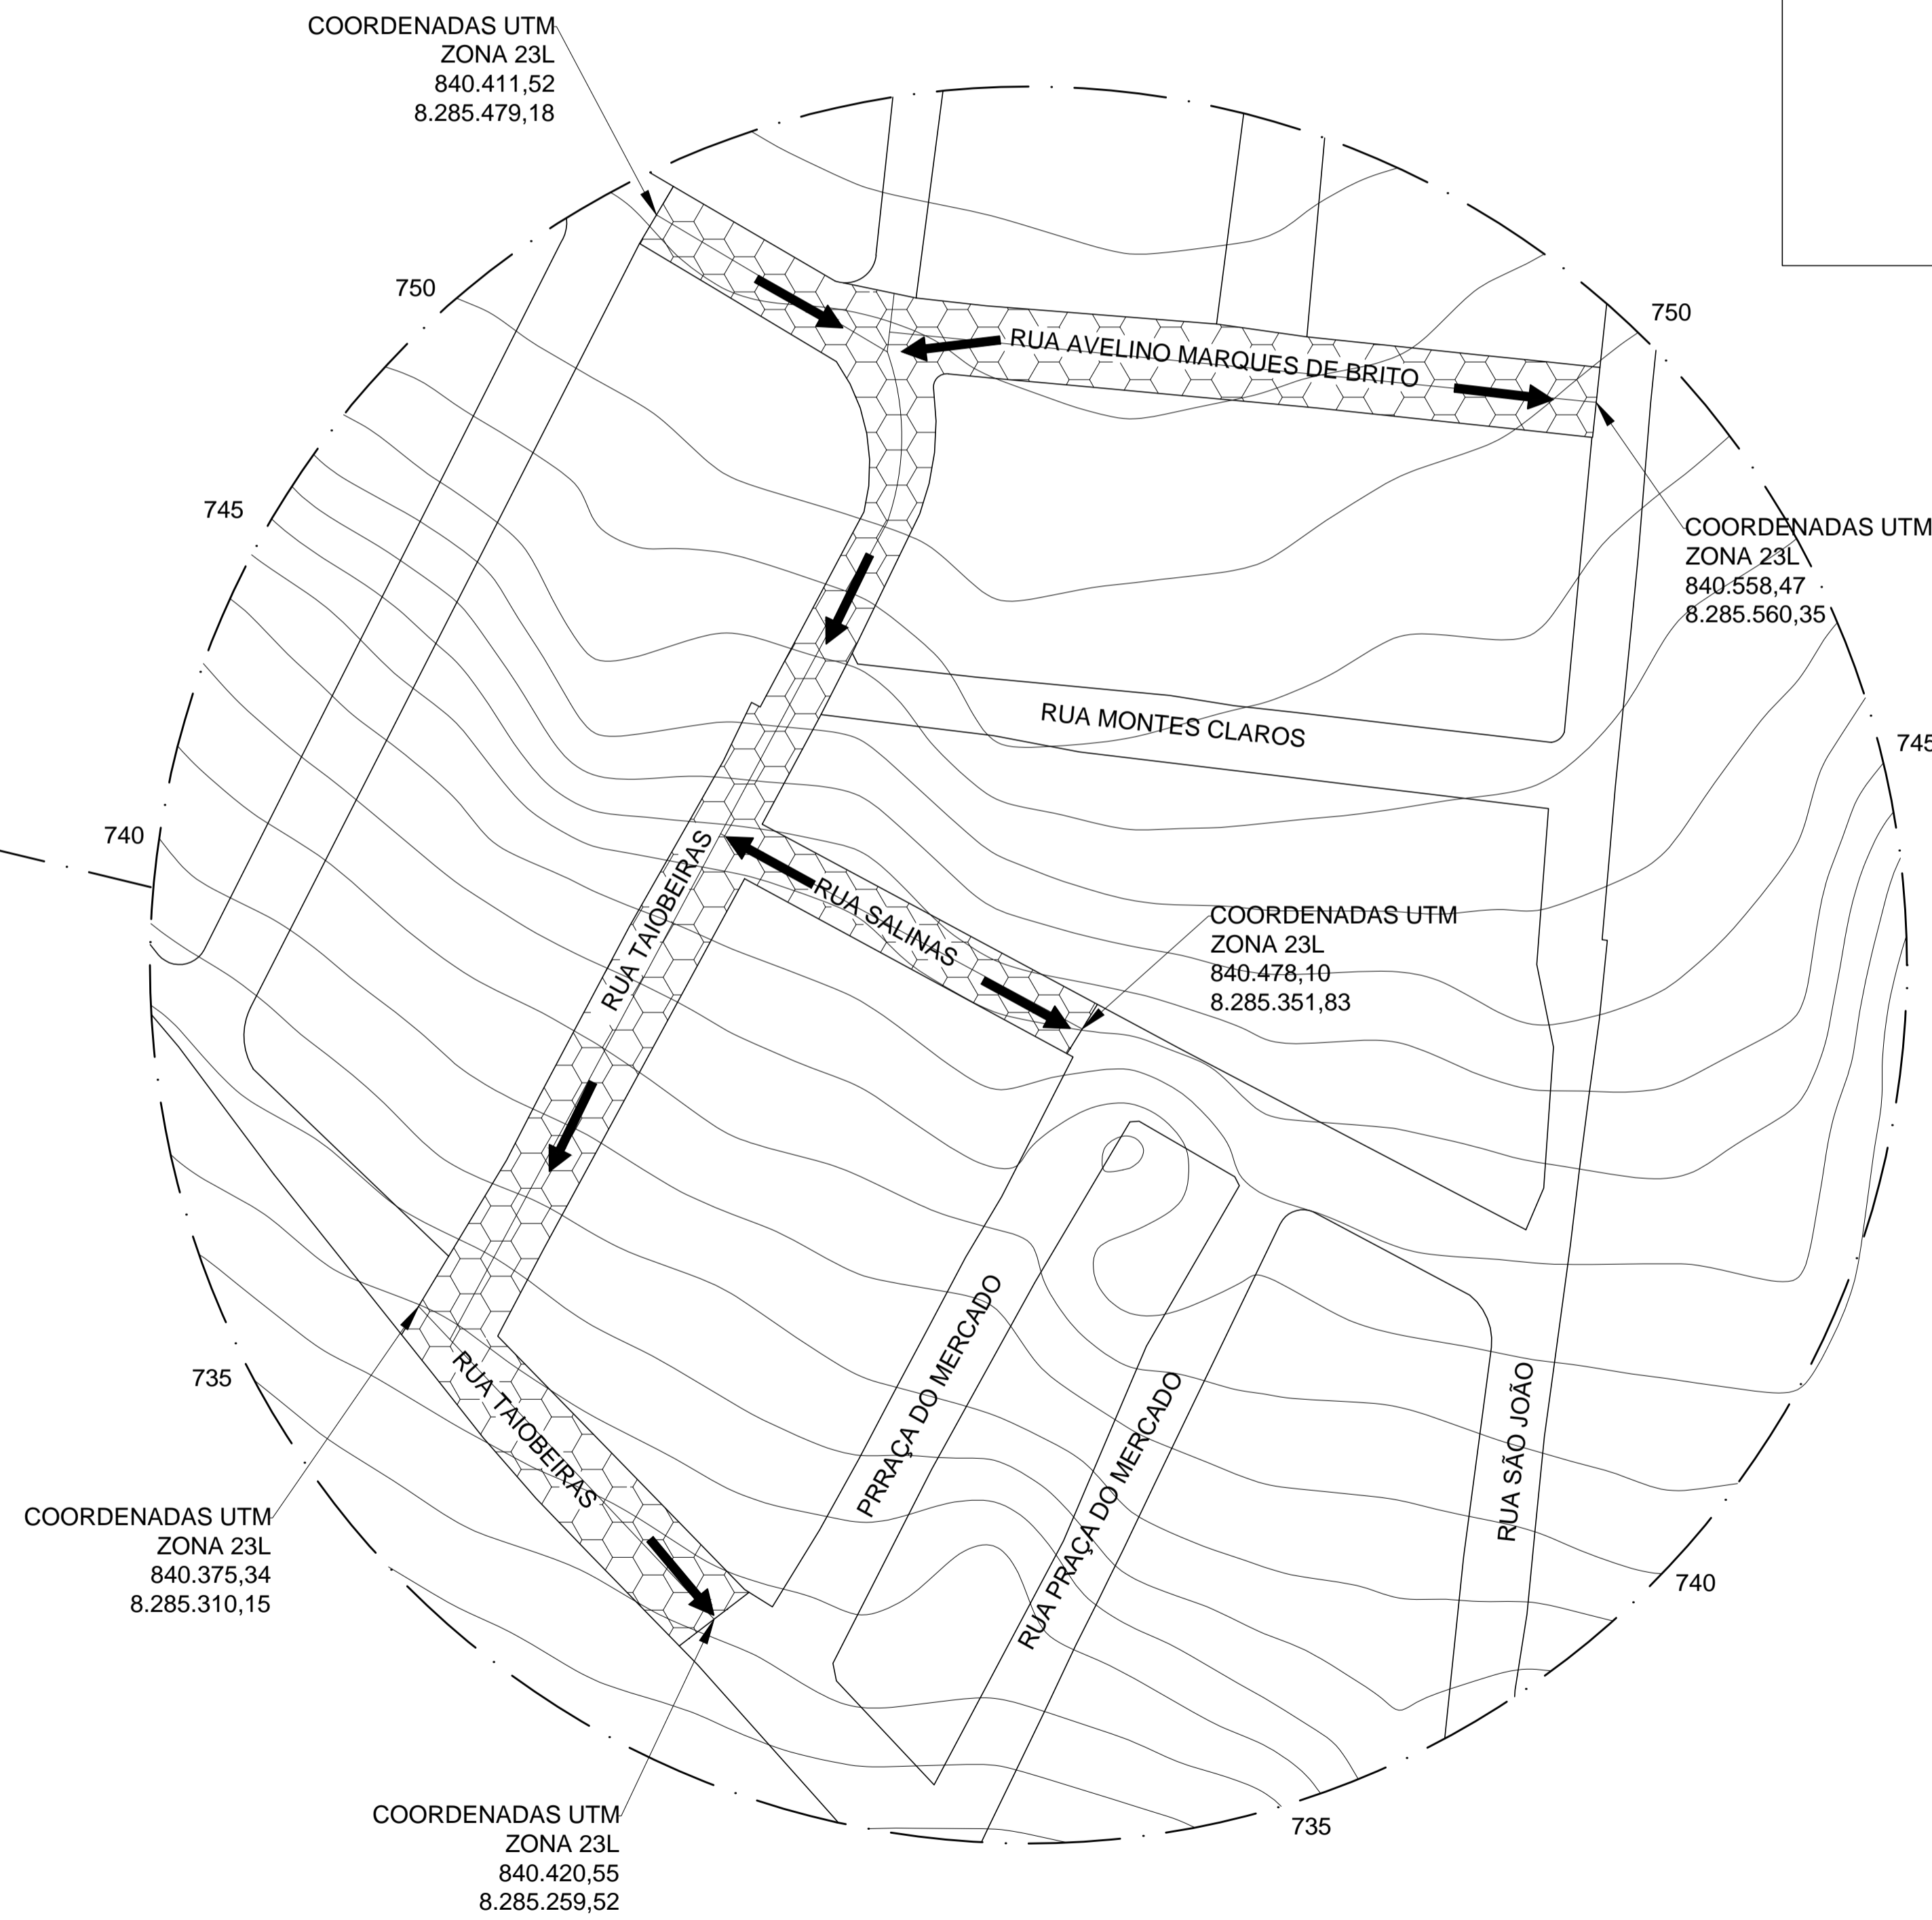 COORDENADAS UTM
ZONA 23L
840.411,52
8.285.479,18
750
750
RUA AVELINO MARQUES DE BRITO
745
COORDENADAS UTM
ZONA 23L
840.558,47
8.285.560,35
RUA MONTES CLAROS
745
740
RUA TAIOBEIRAS
RUA SALINAS
COORDENADAS UTM
ZONA 23L
840.478,10
8.285.351,83
735
RUA TAIOBEIRAS
PRRAÇA DO MERCADO
RUA PRAÇA DO MERCADO
RUA SÃO JOÃO
COORDENADAS UTM
ZONA 23L
840.375,34
8.285.310,15
740
COORDENADAS UTM
ZONA 23L
840.420,55
8.285.259,52
735